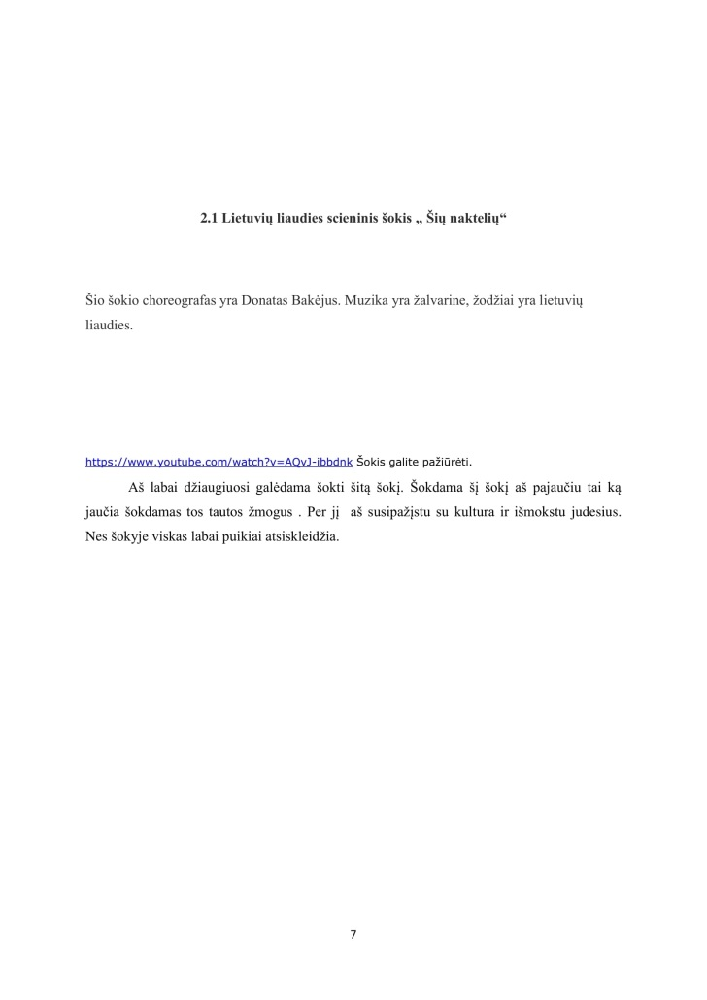 2.1 Lietuvių liaudies scieninis šokis „ Šių naktelių“
Šio šokio choreografas yra Donatas Bakėjus. Muzika yra žalvarine, žodžiai yra lietuvių
liaudies.
https://www.youtube.com/watch?v=AQvJ-ibbdnk Šokis galite pažiūrėti.
Aš labai džiaugiuosi galėdama šokti šitą šokį. Šokdama šį šokį aš pajaučiu tai ką
jaučia šokdamas tos tautos žmogus . Per jį  aš susipažįstu su kultura ir išmokstu judesius.
Nes šokyje viskas labai puikiai atsiskleidžia.
7